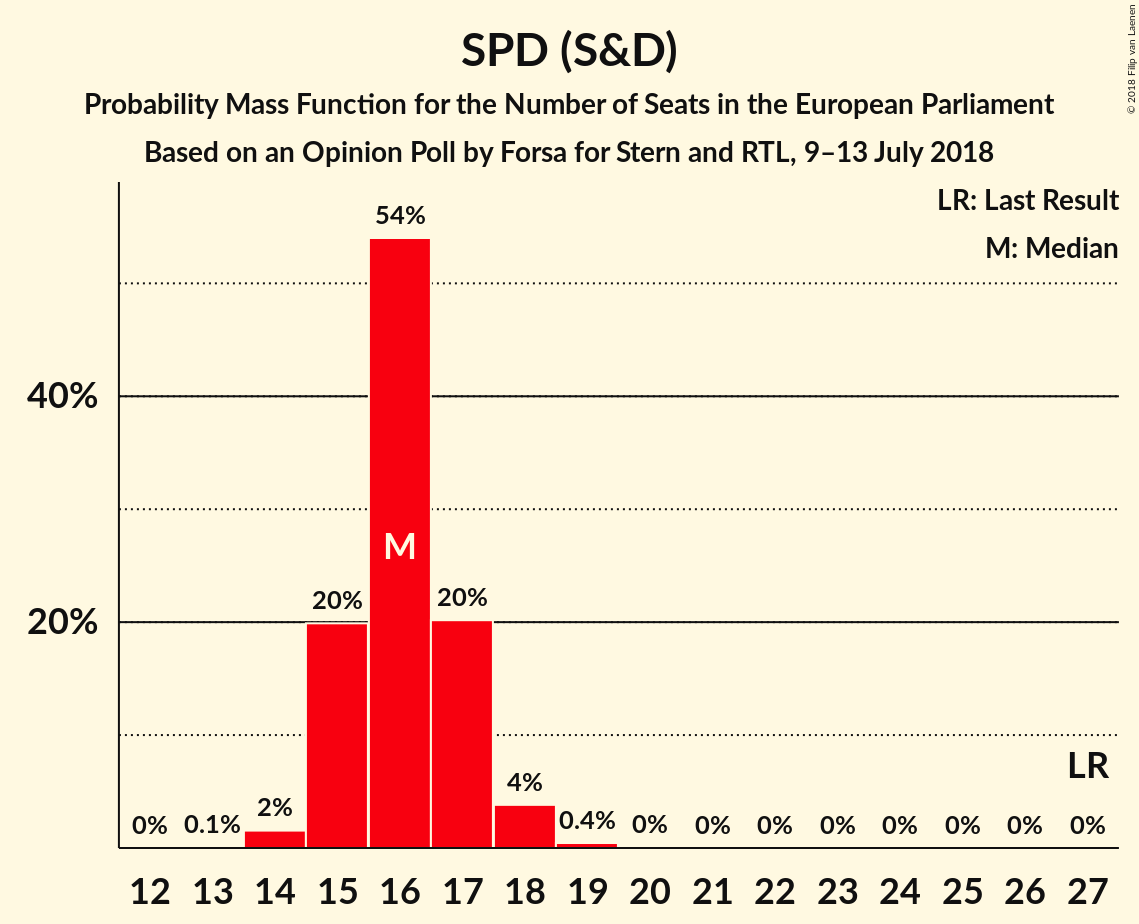 SPD (S&D)
Probability Mass Function for the Number of Seats in the European Parliament
Based on an Opinion Poll by Forsa for Stern and RTL, 9–13 July 2018
© 2018 Filip van Laenen
LR: Last Result
M: Median
54%
40%
M
20%
20%
20%
LR
0%
0.1%
2%
4%
0.4%
0%
0%
0%
0%
0%
0%
0%
0%
12 13 14 15 16 17 18 19 20 21 22 23 24 25 26 27